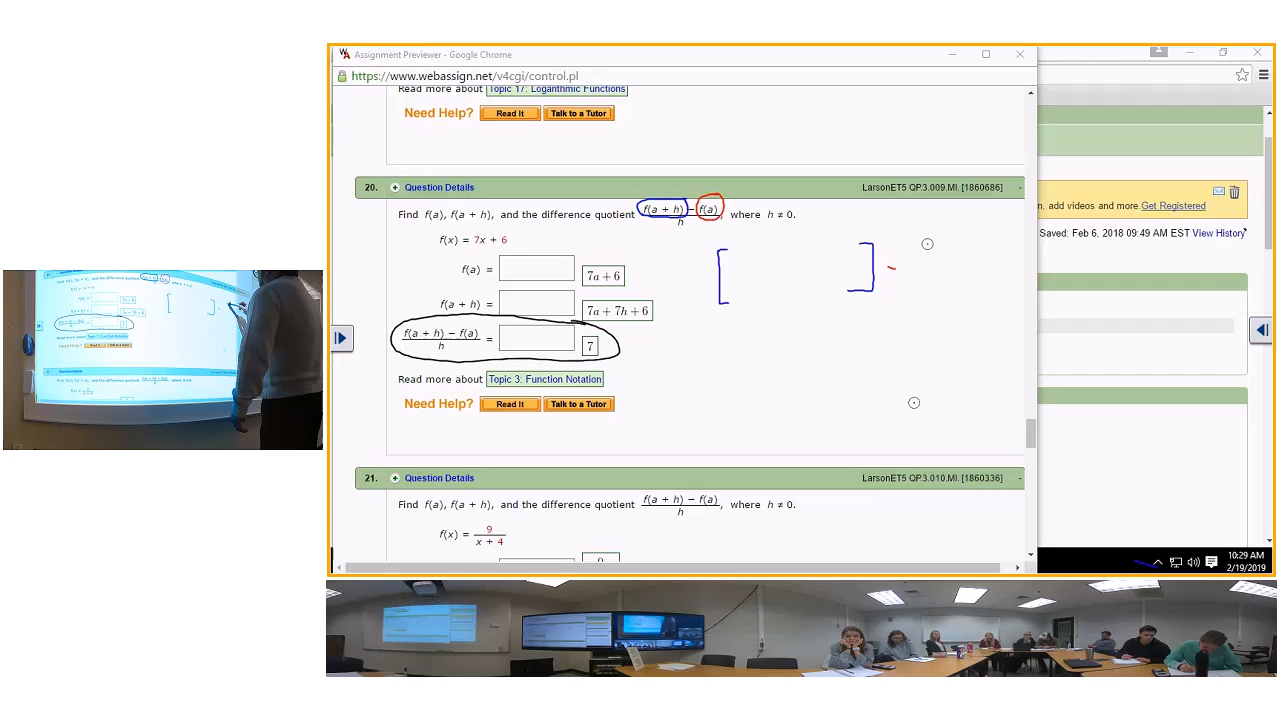 Assignment Previewer - Google Chrome
https://www.webassign.net/v4cgi/control.pl
Read more about Topic 17: Logarithmic Functions
Need Help? Read It Talk to a Tutor
20. + Question Details LarsonET5 QP.3.009.MI. [1860686] -
Find f(a), f(a + h), and the difference quotient f(a + h) − f(a) / h, where h ≠ 0.
f(x) = 7x + 6
f(a) = 7a + 6
f(a + h) = 7a + 7h + 6
f(a + h) − f(a) / h = 7
[ ] -
Read more about Topic 3: Function Notation
Need Help? Read It Talk to a Tutor
21. + Question Details LarsonET5 QP.3.010.MI. [1860336] -
Find f(a), f(a + h), and the difference quotient f(a + h) − f(a) / h, where h ≠ 0.
f(x) = 9 / x + 4
n, add videos and more. Get Registered
Saved: Feb 6, 2018 09:49 AM EST View History
10:29 AM
2/19/2019